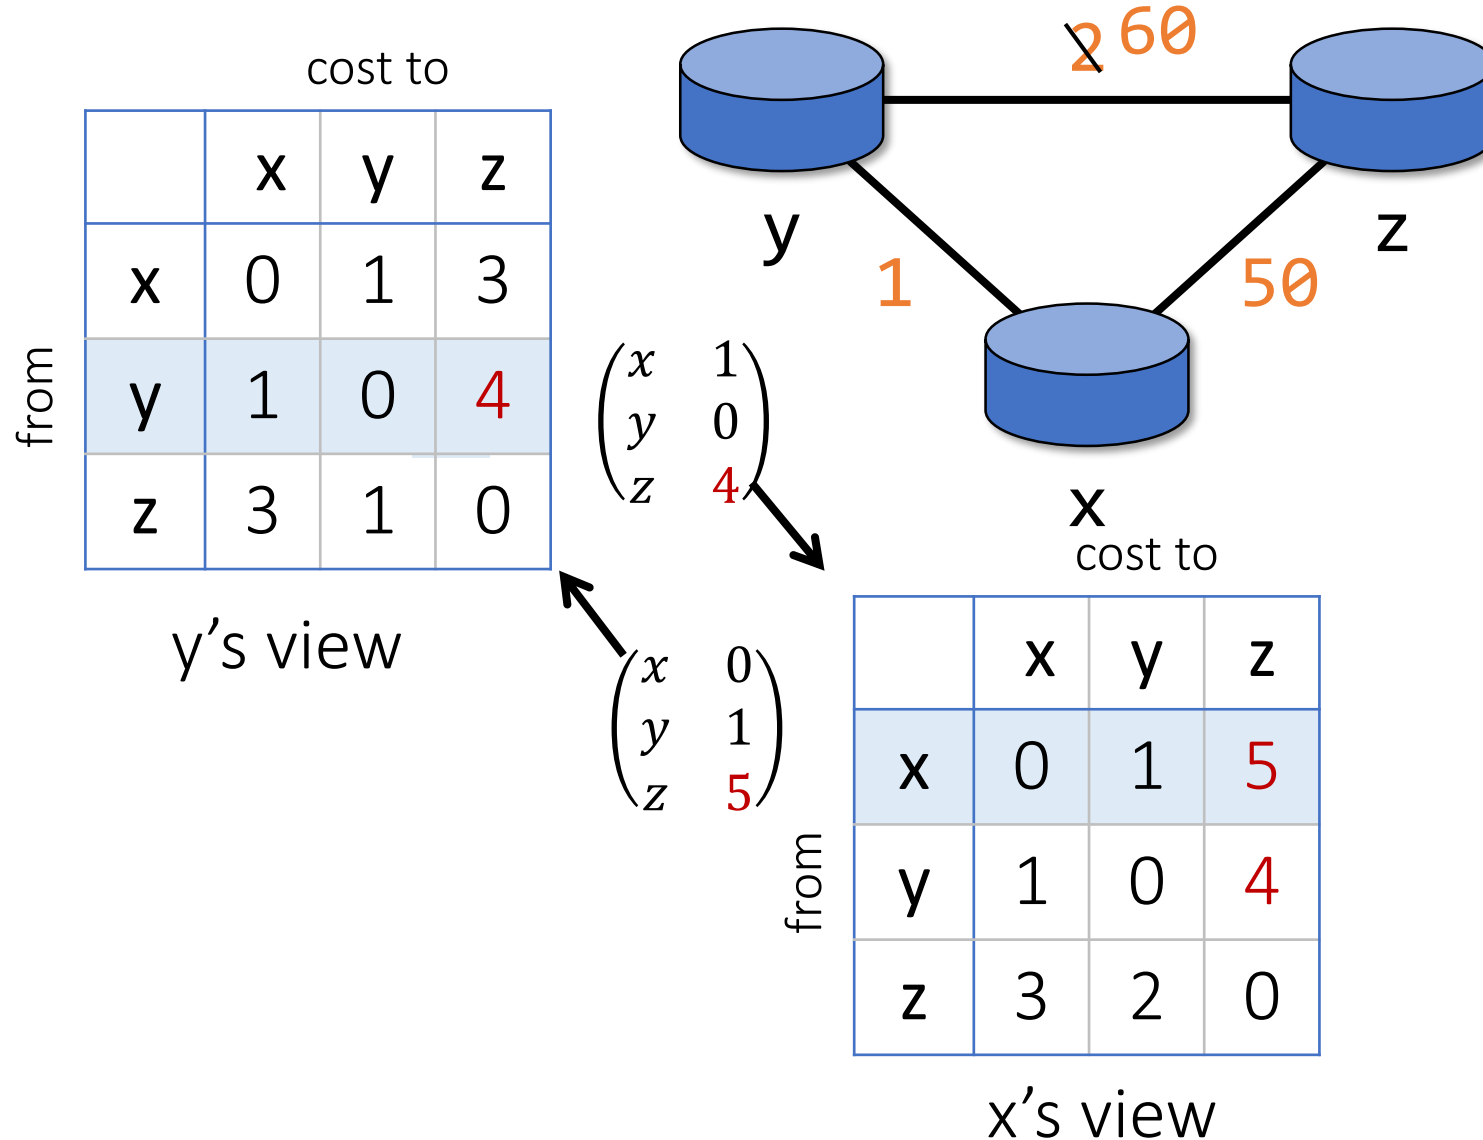 cost to
x y z
x 0 1 3
y 1 0 4
z 3 1 0
from
y's view
2 60
y
z
1
50
x
x 1
y 0
z 4
x 0
y 1
z 5
cost to
x y z
x 0 1 5
y 1 0 4
z 3 2 0
from
x's view